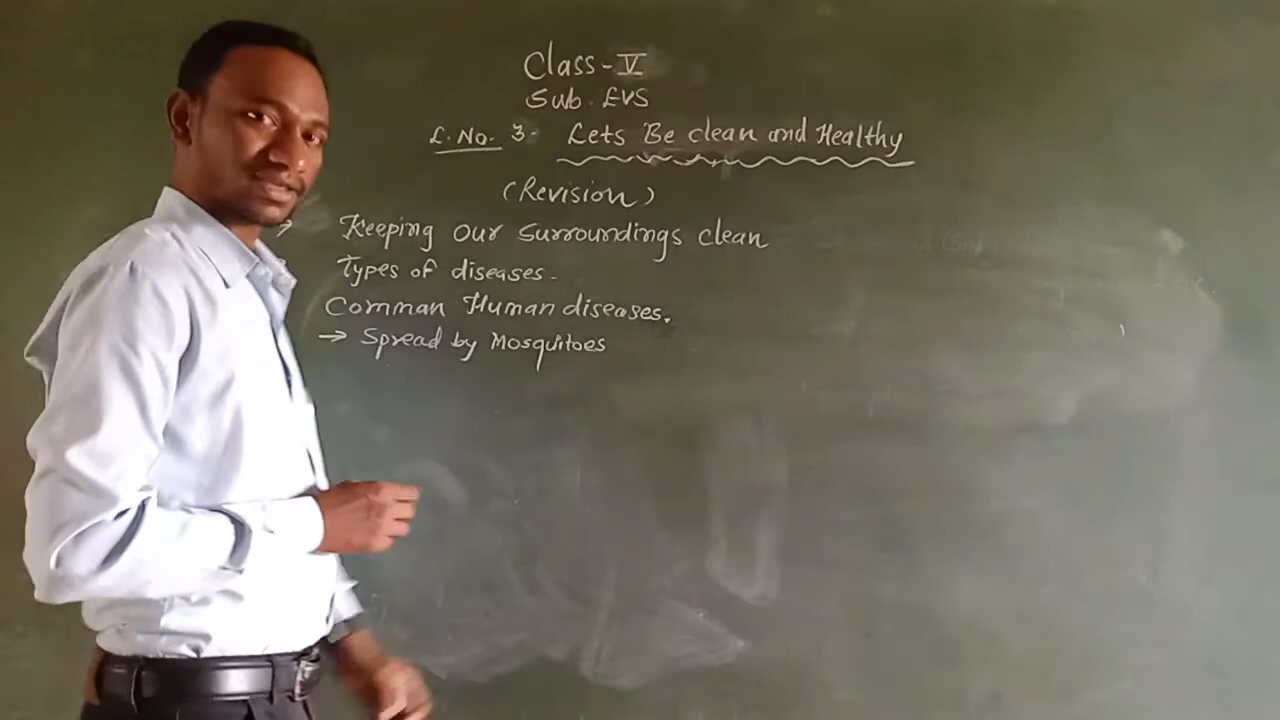 Class - V
Sub. EVS
L. No. 3- Lets Be clean and Healthy
(Revision)
→ Keeping our surroundings clean
Types of diseases.
Comman Human diseases.
→ Spread by Mosquitoes